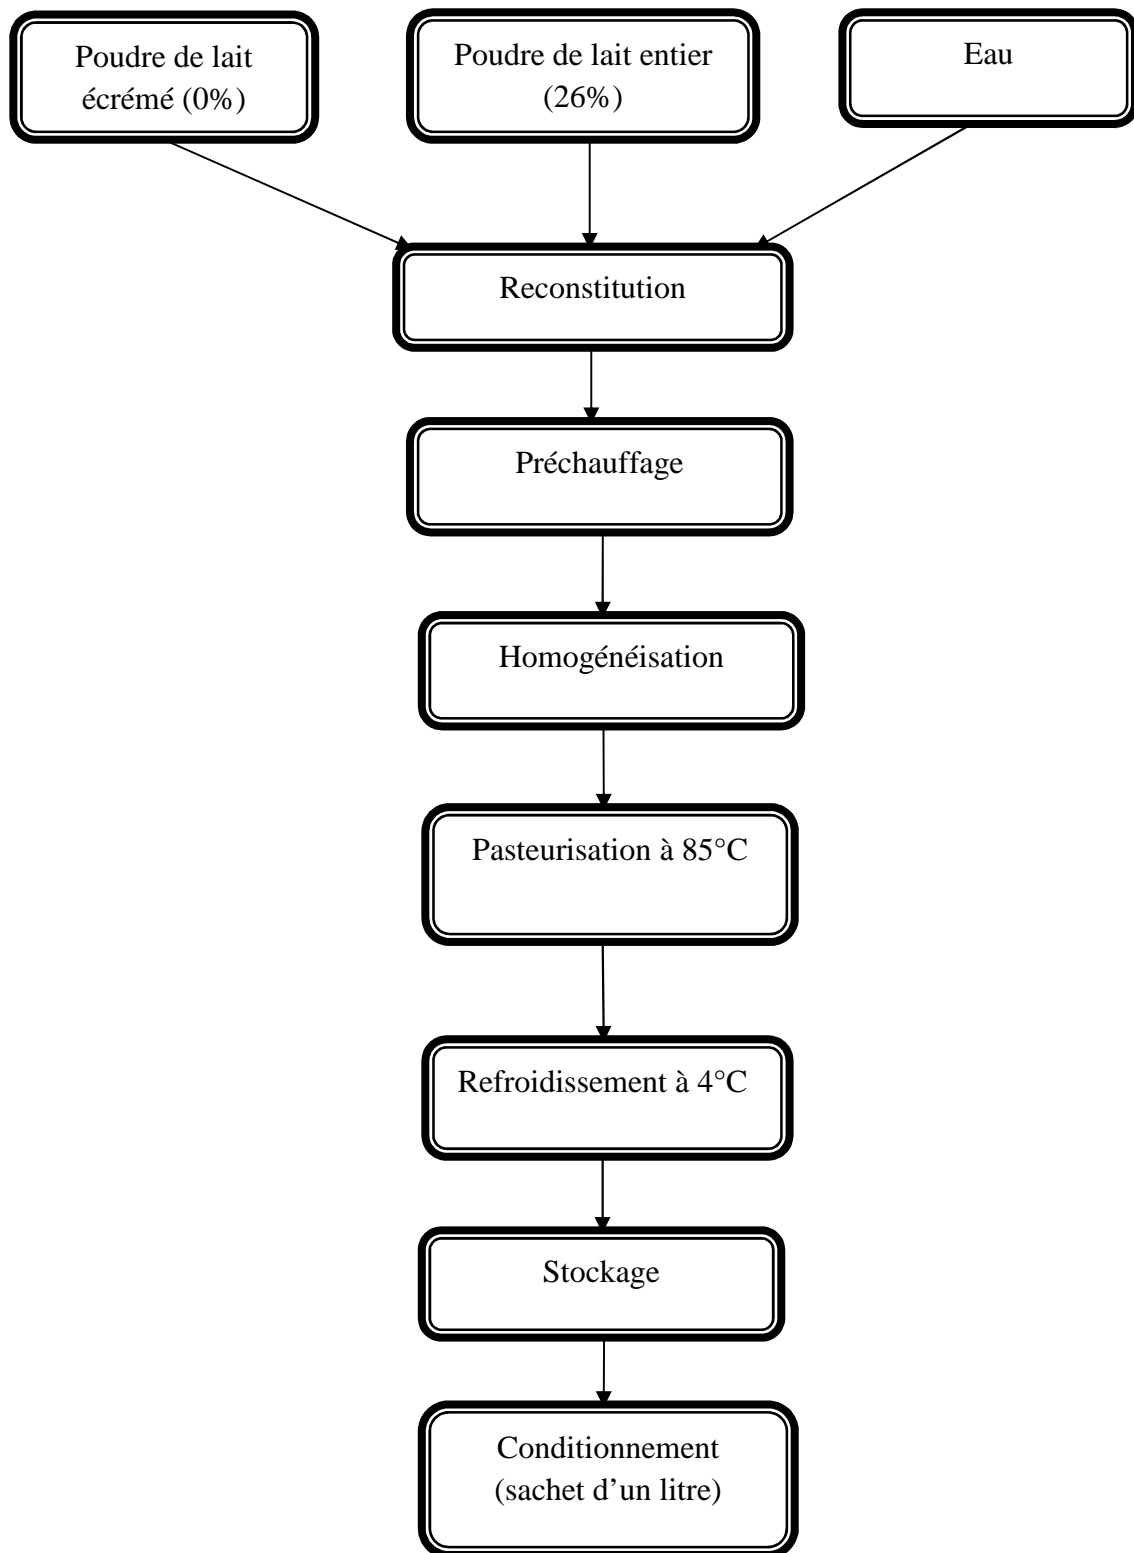 Poudre de lait
écrémé (0%)
Poudre de lait entier
(26%)
Eau
Reconstitution
Préchauffage
Homogénéisation
Pasteurisation à 85°C
Refroidissement à 4°C
Stockage
Conditionnement
(sachet d’un litre)